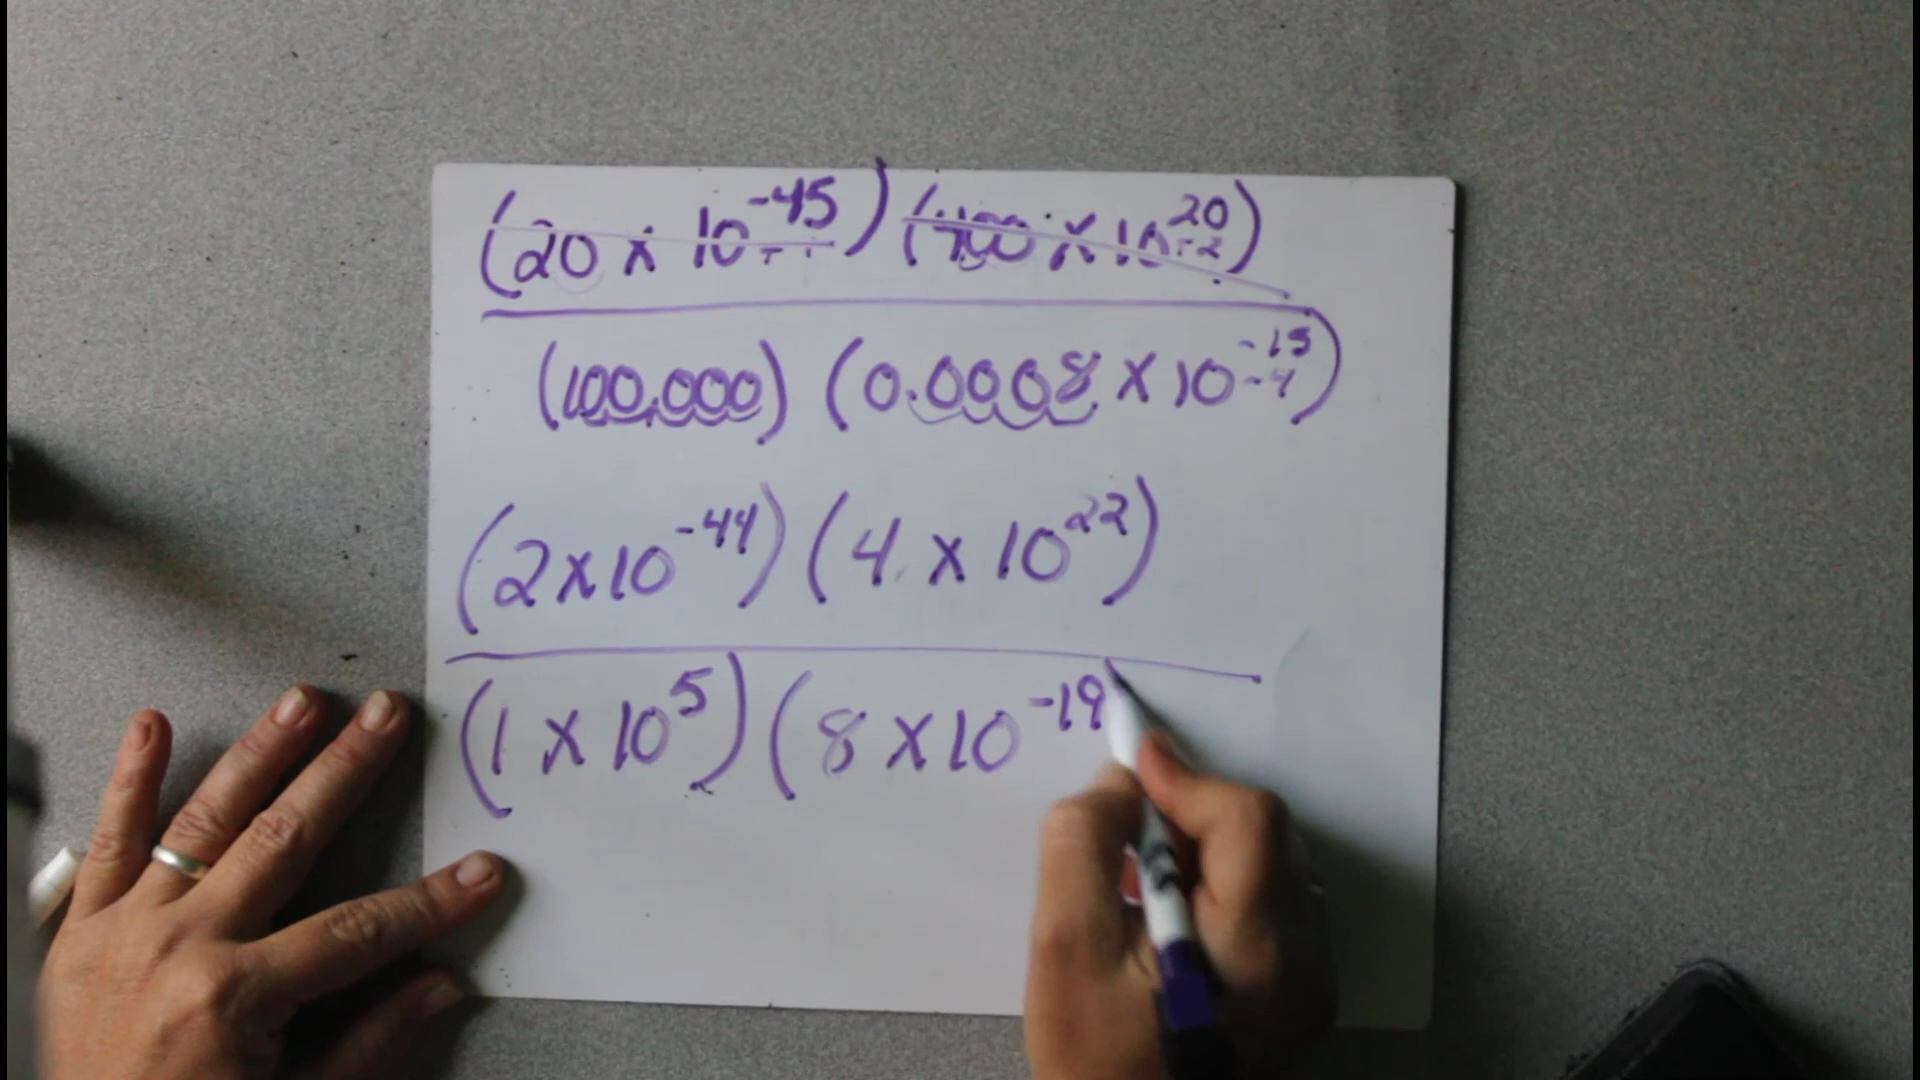 (20 x 10^-45) (400 x 10^20)
(100,000) (0.0008 x 10^-15-4)
(2 x 10^-44) (4 x 10^22)
(1 x 10^5) (8 x 10^-19